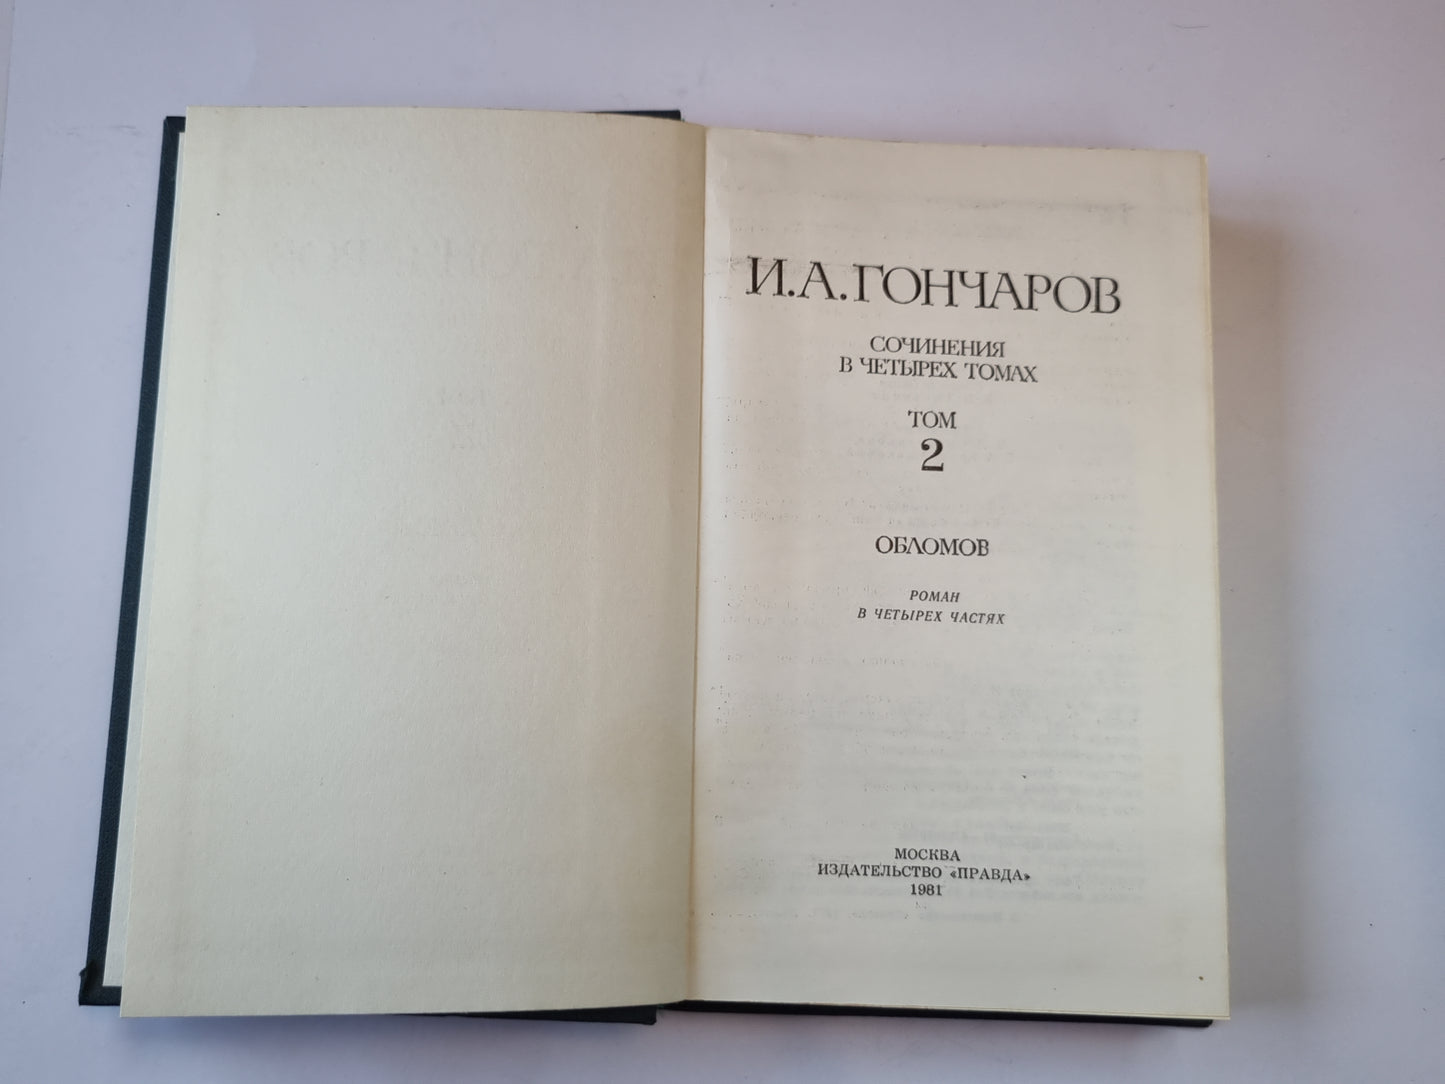 И.А.ГОНЧАРОВ
СОЧИНЕНИЯ
В ЧЕТЫРЕХ ТОМАХ
ТОМ
2
ОБЛОМОВ
РОМАН
В ЧЕТЫРЕХ ЧАСТЯХ
МОСКВА
ИЗДАТЕЛЬСТВО «ПРАВДА»
1981